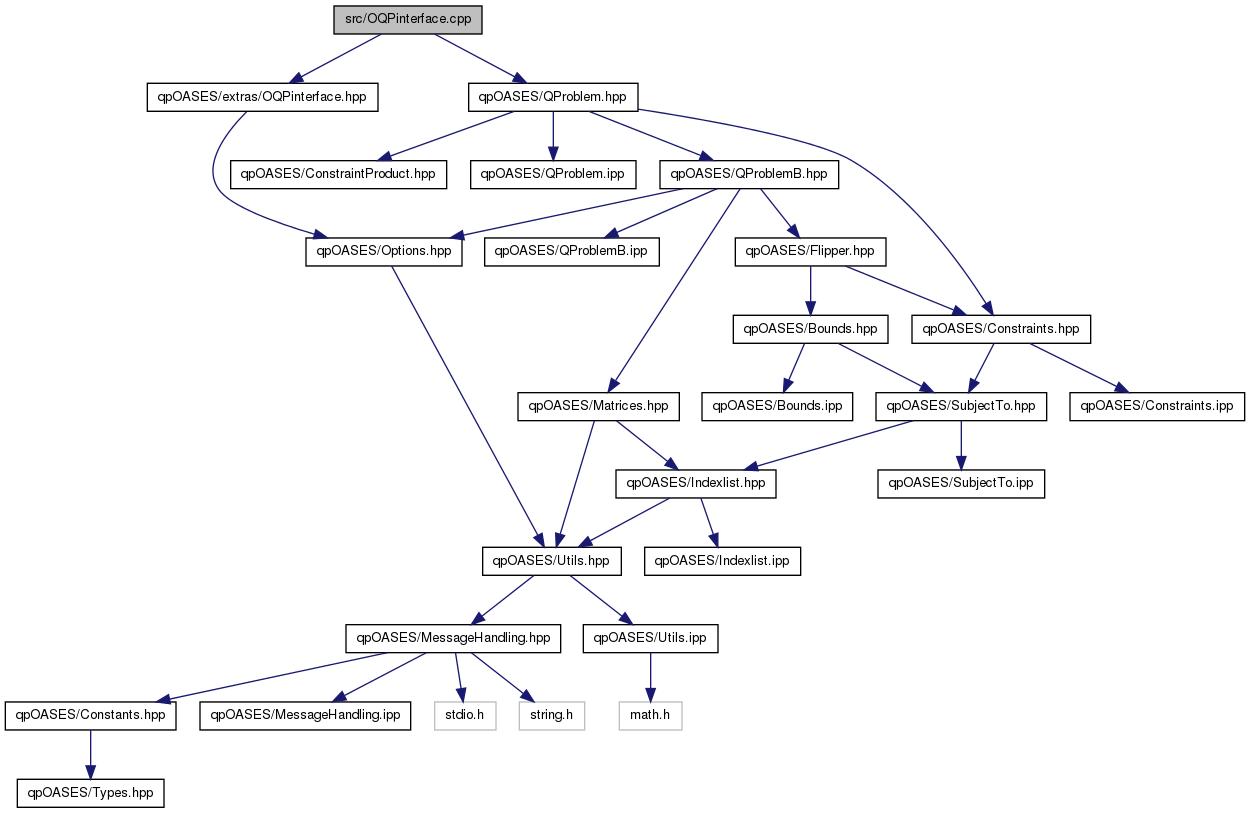 src/OQPinterface.cpp
qpOASES/extras/OQPinterface.hpp
qpOASES/QProblem.hpp
qpOASES/ConstraintProduct.hpp
qpOASES/QProblem.ipp
qpOASES/QProblemB.hpp
qpOASES/Options.hpp
qpOASES/QProblemB.ipp
qpOASES/Flipper.hpp
qpOASES/Bounds.hpp
qpOASES/Constraints.hpp
qpOASES/Matrices.hpp
qpOASES/Bounds.ipp
qpOASES/SubjectTo.hpp
qpOASES/Constraints.ipp
qpOASES/Indexlist.hpp
qpOASES/SubjectTo.ipp
qpOASES/Utils.hpp
qpOASES/Indexlist.ipp
qpOASES/MessageHandling.hpp
qpOASES/Utils.ipp
qpOASES/Constants.hpp
qpOASES/MessageHandling.ipp
stdio.h
string.h
math.h
qpOASES/Types.hpp